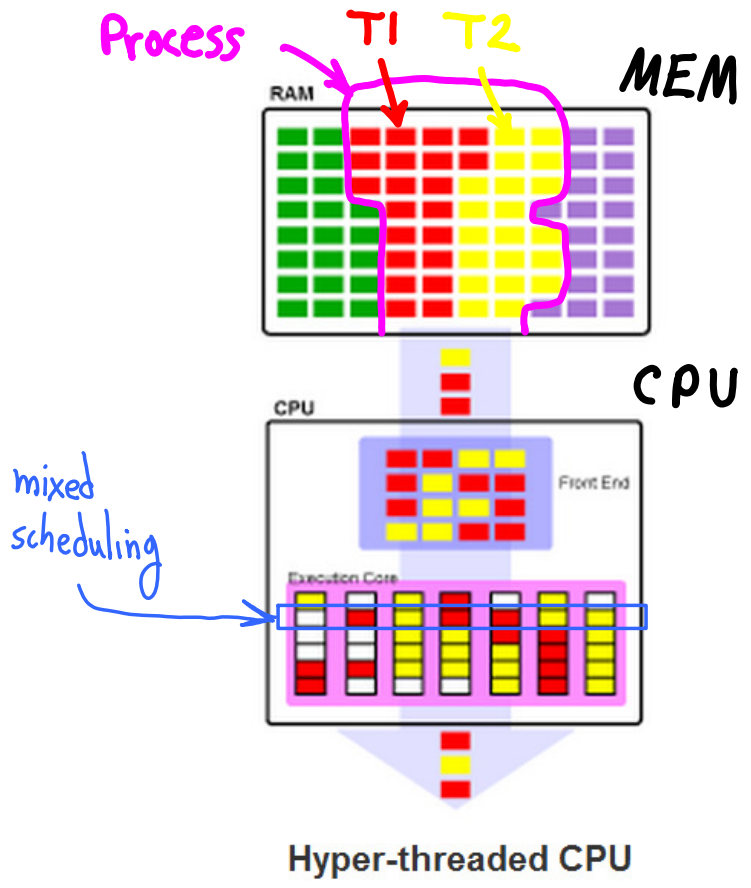 Process
T1
T2
MEM
RAM
CPU
CPU
Front End
mixed
scheduling
Execution Core
Hyper-threaded CPU